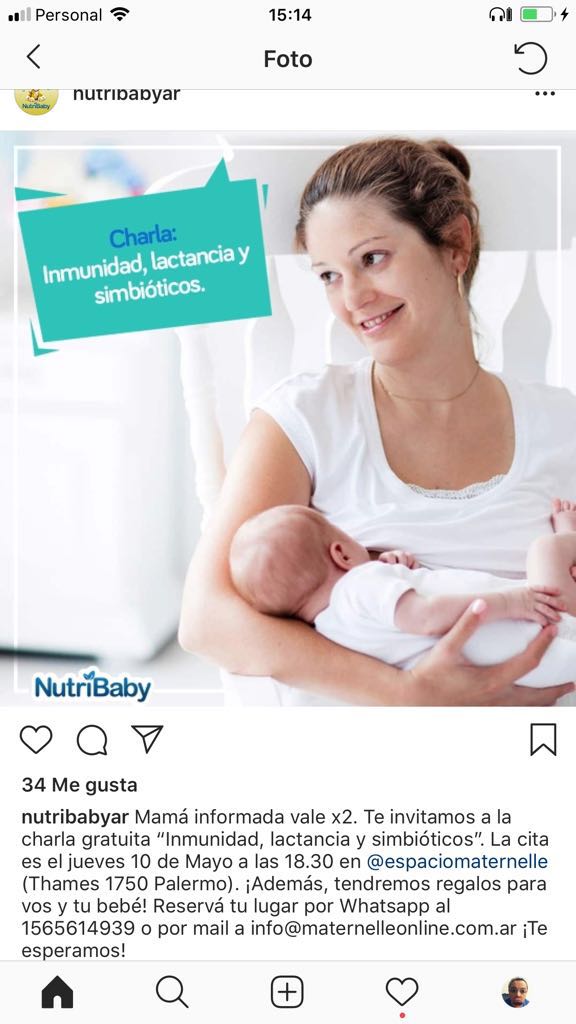 Personal
15:14
Foto
NutriBaby
nutribabyar
Charla:
Inmunidad, lactancia y
simbióticos.
NutriBaby
34 Me gusta
nutribabyar Mamá informada vale x2. Te invitamos a la
charla gratuita “Inmunidad, lactancia y simbióticos”. La cita
es el jueves 10 de Mayo a las 18.30 en @espaciomaternelle
(Thames 1750 Palermo). ¡Además, tendremos regalos para
vos y tu bebé! Reservá tu lugar por Whatsapp al
1565614939 o por mail a info@maternelleonline.com.ar ¡Te
esperamos!